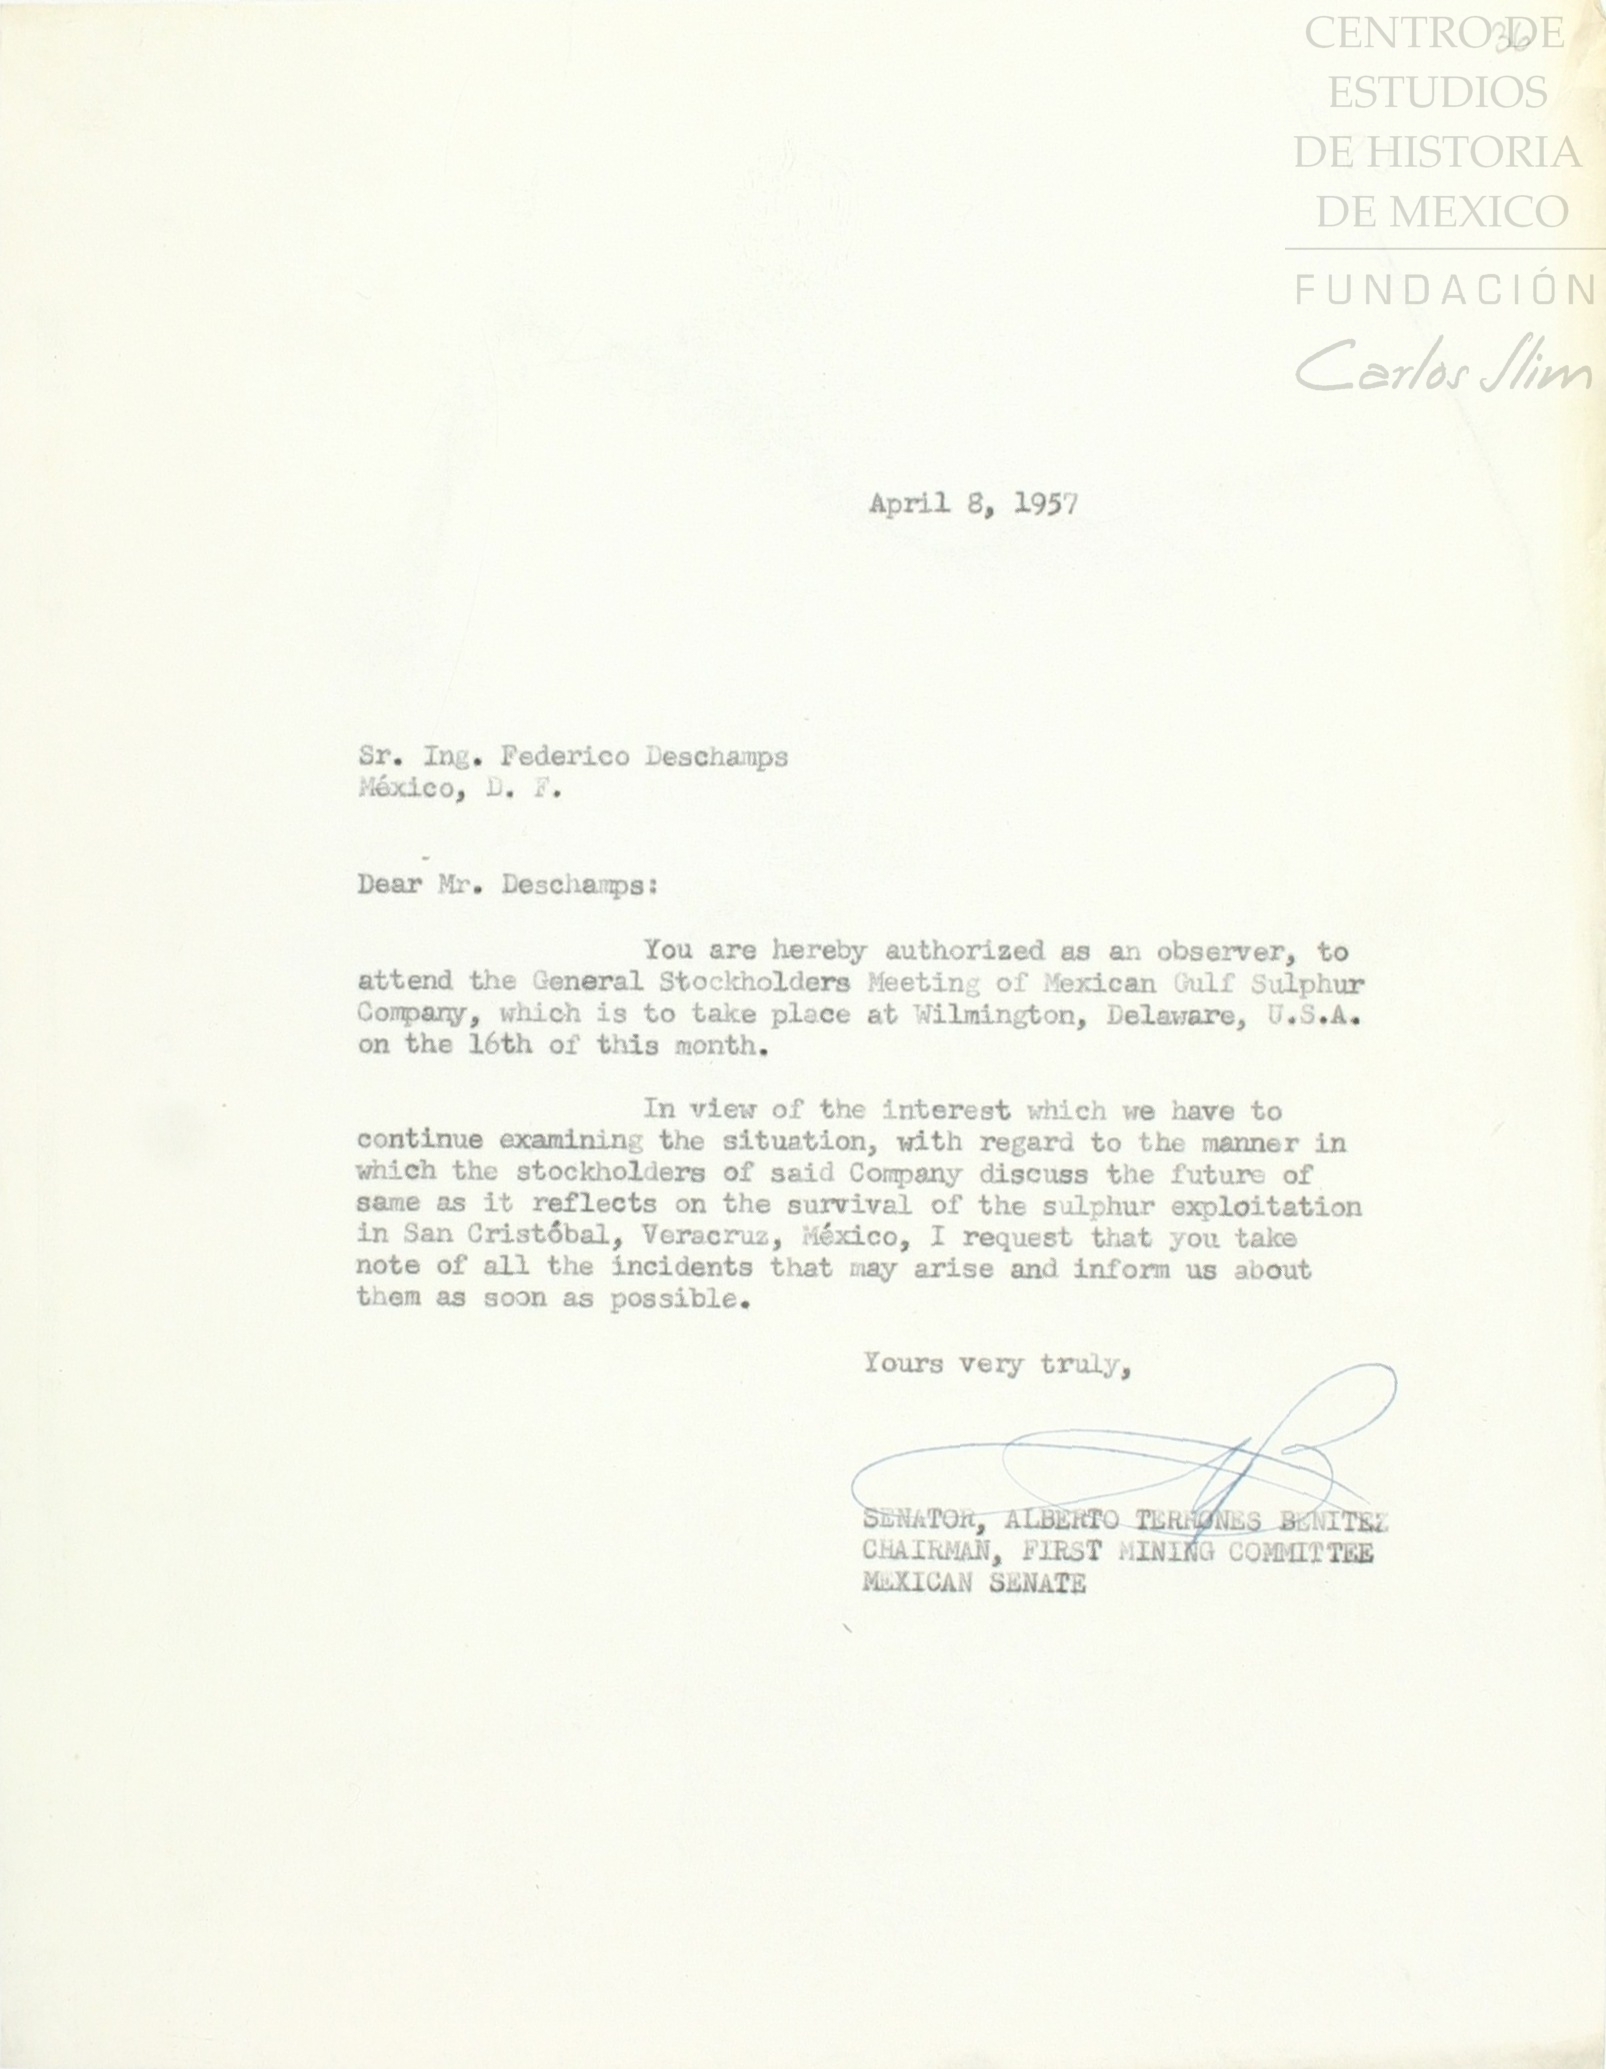 36
CENTRO DE
ESTUDIOS
DE HISTORIA
DE MEXICO
FUNDACIÓN
Carlos Slim
April 8, 1957
Sr. Ing. Federico Deschamps
México, D. F.
Dear Mr. Deschamps:
You are hereby authorized as an observer, to
attend the General Stockholders Meeting of Mexican Gulf Sulphur
Company, which is to take place at Wilmington, Delaware, U.S.A.
on the 16th of this month.
In view of the interest which we have to
continue examining the situation, with regard to the manner in
which the stockholders of said Company discuss the future of
same as it reflects on the survival of the sulphur exploitation
in San Cristóbal, Veracruz, México, I request that you take
note of all the incidents that may arise and inform us about
them as soon as possible.
Yours very truly,
SENATOR, ALBERTO TERRONES BENITEZ
CHAIRMAN, FIRST MINING COMMITTEE
MEXICAN SENATE